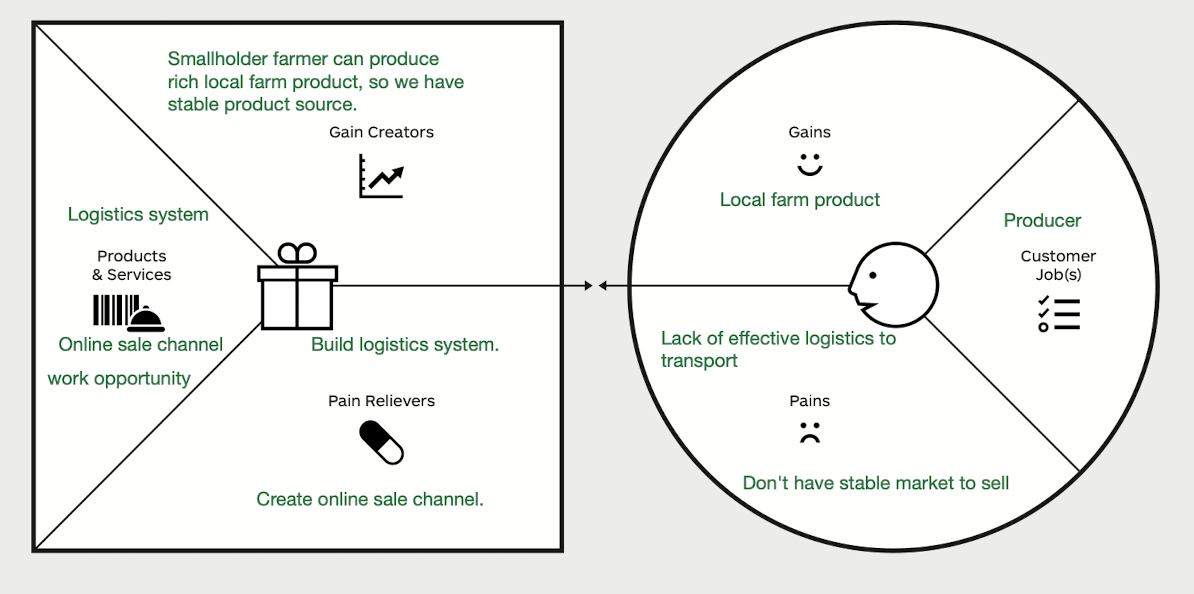 Smallholder farmer can produce
rich local farm product, so we have
stable product source.
Gain Creators
Logistics system
Products
& Services
Online sale channel
work opportunity
Build logistics system.
Pain Relievers
Create online sale channel.
Gains
Local farm product
Producer
Customer
Job(s)
Lack of effective logistics to
transport
Pains
Don't have stable market to sell